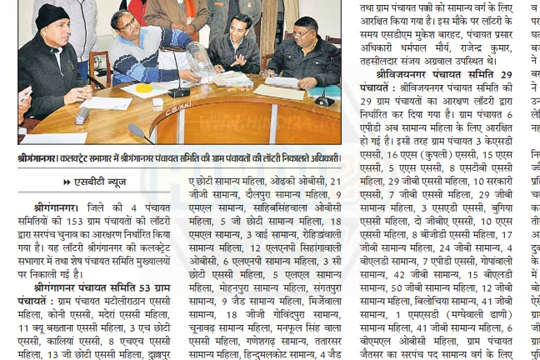 श्रीगंगानगर। कलक्ट्रेट सभागार में श्रीगंगानगर पंचायत समिति की ग्राम पंचायतों की लॉटरी निकालते अधिकारी।
एसबीटी न्यूज
श्रीगंगानगर। जिले की 4 पंचायत
समितियों की 153 ग्राम पंचायतों की लॉटरी
द्वारा सरपंच चुनाव का आरक्षण निर्धारित किया
गया है। यह लॉटरी श्रीगंगानगर की कलक्ट्रेट
सभागार में तथा शेष पंचायत समिति मुख्यालयों
पर निकाली गई है।
श्रीगंगानगर पंचायत समिति 53 ग्राम
पंचायतें : ग्राम पंचायत मटीलीराठान एससी
महिला, कोनी एससी, मदेरां एससी महिला,
11 क्यू बख्ताना एससी महिला, 3 एच छोटी
एससी, कालियां एससी, 8 एचएच एससी
महिला, 13 जी छोटी एससी महिला, दुल्लापुर
ए छोटी सामान्य महिला, ओढकी ओबीसी, 21
जीजी सामान्य, दौलपुरा सामान्य महिला, 9
एमएल सामान्य, साहिबसिंहवाला ओबीसी
महिला, 5 जी छोटी सामान्य महिला, 18
एमएल सामान्य, 3 वाई सामान्य, रोहिडांवाली
सामान्य महिला, 12 एलएनपी सिहांगावाली
ओबीसी, 6 एलएनपी सामान्य महिला, 3 सी
छोटी एससी महिला, 5 एलएल सामान्य
महिला, मोहनपुरा सामान्य महिला, संगतपुरा
सामान्य, 9 जैड सामान्य महिला, मिर्जेवाला
सामान्य, 18 जीजी गोविंदपुरा सामान्य,
चूनावढ़ सामान्य महिला, मनफूल सिंह वाला
एससी महिला, गणेशगढ़ सामान्य, ततारसर
सामान्य महिला, हिन्दुमलकोट सामान्य, 4 जैड
तथा ग्राम पंचायत पक्की को सामान्य वर्ग के लिए
आरक्षित किया गया है। इस मौके पर लॉटरी के
समय एसडीएम मुकेश बारहट, पंचायत प्रसार
अधिकारी धर्मपाल मौर्य, राजेन्द्र कुमार,
तहसीलदार संजय अग्रवाल उपस्थित थे।
श्रीविजयनगर पंचायत समिति 29
पंचायतें : श्रीविजयनगर पंचायत समिति की
29 ग्राम पंचायतों का आरक्षण लॉटरी द्वारा
निर्धारित कर दिया गया है। ग्राम पंचायत 6
एपीडी अब सामान्य महिला के लिए आरक्षित
हो गई है। इसी तरह ग्राम पंचायत 3 केएसडी
एससी, 16 एएस (कुपली) एससी, 15 एएस
एससी, 5 एएस एससी, 8 एसटीबी एससी
महिला, 29 जीबी एससी महिला, 10 सरकारी
एससी, 7 जीबी एससी महिला, 29 जीबी
सामान्य महिला, 3 एसएडी एससी, बुगिया
एससी महिला, दो जीबीए एससी, 10 एएस
एससी महिला, 8 बीजीडी एससी महिला, 17
जीबी सामान्य महिला, 24 जीबी सामान्य, 4
बीएलडी सामान्य, 7 एपीडी एससी, गोपांवाली
सामान्य, 42 जीबी सामान्य, 15 बीएलडी
सामान्य, 50 जीबी सामान्य महिला, 12 जीबी
सामान्य महिला, बिलोचिया सामान्य, 41 जीबी
सामान्य, 1 एमएसडी (मग्घेवाली ढाणी)
सामान्य महिला, 41 जीबी सामान्य महिला, 6
बीएमएल ओबीसी महिला, ग्राम पंचायत
जैतसर का सरपंच पद सामान्य वर्ग के लिए